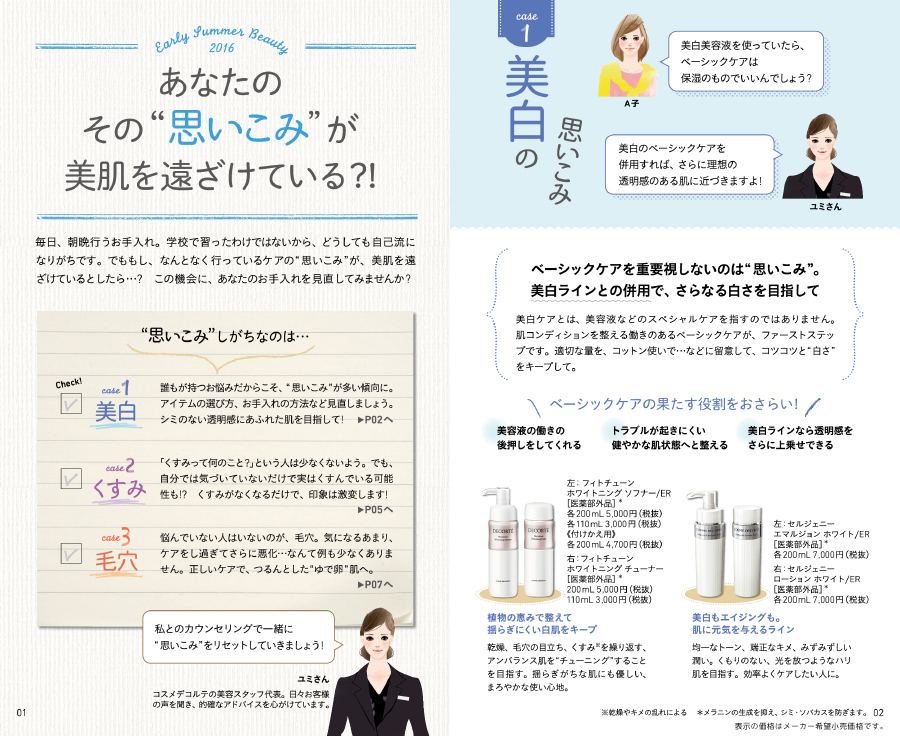 Early Summer Beauty
2016
あなたの
その“思いこみ”が
美肌を遠ざけている?!
毎日、朝晩行うお手入れ。学校で習ったわけではないから、どうしても自己流に
なりがちです。でももし、なんとなく行っているケアの“思いこみ”が、美肌を遠
ざけているとしたら…?　この機会に、あなたのお手入れを見直してみませんか?
“思いこみ”しがちなのは…
Check!
case1
美白
誰もが持つお悩みだからこそ、“思いこみ”が多い傾向に。
アイテムの選び方、お手入れの方法など見直しましょう。
シミのない透明感にあふれた肌を目指して!　▶P02へ
case2
くすみ
「くすみって何のこと?」という人は少なくないよう。でも、
自分では気づいていないだけで実はくすんでいる可能
性も!?　くすみがなくなるだけで、印象は激変します!
▶P05へ
case3
毛穴
悩んでいない人はいないのが、毛穴。気になるあまり、
ケアをし過ぎてさらに悪化…なんて例も少なくありま
せん。正しいケアで、つるんとした“ゆで卵”肌へ。
▶P07へ
私とのカウンセリングで一緒に
“思いこみ”をリセットしていきましょう!
ユミさん
コスメデコルテの美容スタッフ代表。日々お客様
の声を聞き、的確なアドバイスを心がけています。
01
case
1
美白の
思いこみ
美白美容液を使っていたら、
ベーシックケアは
保湿のものでいいんでしょう?
A子
美白のベーシックケアを
併用すれば、さらに理想の
透明感のある肌に近づきますよ!
ユミさん
ベーシックケアを重要視しないのは“思いこみ”。
美白ラインとの併用で、さらなる白さを目指して
美白ケアとは、美容液などのスペシャルケアを指すのではありません。
肌コンディションを整える働きのあるベーシックケアが、ファーストステッ
プです。適切な量を、コットン使いで…などに留意して、コツコツと“白さ”
をキープして。
ベーシックケアの果たす役割をおさらい!
美容液の働きの
後押しをしてくれる
トラブルが起きにくい
健やかな肌状態へと整える
美白ラインなら透明感を
さらに上乗せできる
左：フィトチューン
ホワイトニング ソフナー/ER
[医薬部外品]*
各200mL 5,000円(税抜)
各110mL 3,000円(税抜)
《付けかえ用》
各200mL 4,700円(税抜)
右：フィトチューン
ホワイトニング チューナー
[医薬部外品]*
200mL 5,000円(税抜)
110mL 3,000円(税抜)
DECORTÉ
DECORTÉ
植物の恵みで整えて
揺らぎにくい白肌をキープ
乾燥、毛穴の目立ち、くすみ※を繰り返す、
アンバランス肌を“チューニング”すること
を目指す。揺らぎがちな肌にも優しい、
まろやかな使い心地。
左：セルジェニー
エマルジョン ホワイト/ER
[医薬部外品]*
各200mL 7,000円(税抜)
右：セルジェニー
ローション ホワイト/ER
[医薬部外品]*
各200mL 7,000円(税抜)
美白もエイジングも。
肌に元気を与えるライン
均一なトーン、端正なキメ、みずみずしい
潤い。くもりのない、光を放つようなハリ
肌を目指す。効率よくケアしたい人に。
※乾燥やキメの乱れによる　＊メラニンの生成を抑え、シミ・ソバカスを防ぎます。 02
表示の価格はメーカー希望小売価格です。